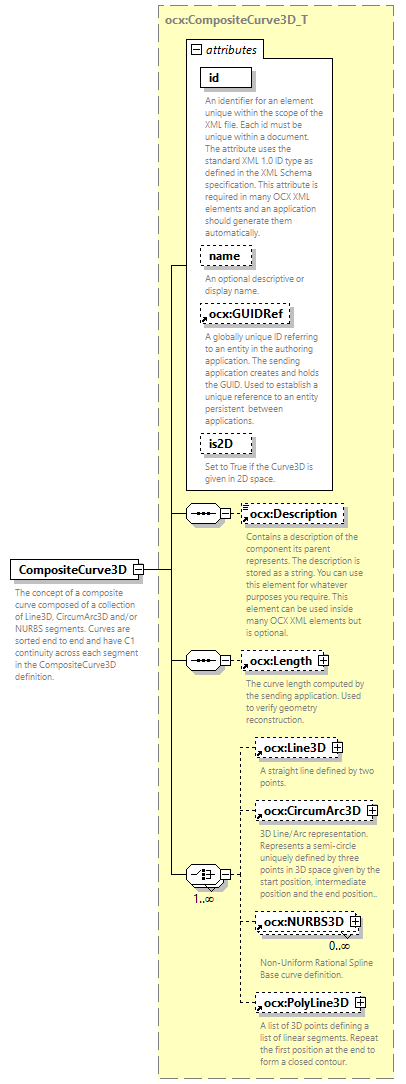 ocx:CompositeCurve3D_T
attributes
id
An identifier for an element
unique within the scope of the
XML file. Each id must be
unique within a document.
The attribute uses the
standard XML 1.0 ID type as
defined in the XML Schema
specification. This attribute is
required in many OCX XML
elements and an application
should generate them
automatically.
name
An optional descriptive or
display name.
ocx:GUIDRef
A globally unique ID referring
to an entity in the authoring
application. The sending
application creates and holds
the GUID. Used to establish a
unique reference to an entity
persistent between
applications.
is2D
Set to True if the Curve3D is
given in 2D space.
ocx:Description
Contains a description of the
component its parent
represents. The description is
stored as a string. You can use
this element for whatever
purposes you require. This
element can be used inside
many OCX XML elements but
is optional.
CompositeCurve3D
The concept of a composite
curve composed of a collection
of Line3D, CircumArc3D and/or
NURBS segments. Curves are
sorted end to end and have C1
continuity across each segment
in the CompositeCurve3D
definition.
ocx:Length
The curve length computed by
the sending application. Used
to verify geometry
reconstruction.
ocx:Line3D
A straight line defined by two
points.
ocx:CircumArc3D
3D Line/Arc representation.
Represents a semi-circle
uniquely defined by three
points in 3D space given by the
start position, intermediate
position and the end position..
1..∞
ocx:NURBS3D
0..∞
Non-Uniform Rational Spline
Base curve definition.
ocx:PolyLine3D
A list of 3D points defining a
list of linear segments. Repeat
the first position at the end to
form a closed contour.